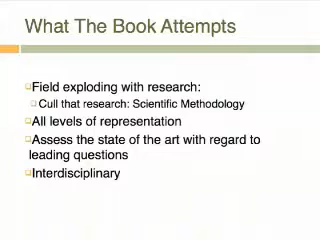 What The Book Attempts
Field exploding with research:
Cull that research: Scientific Methodology
All levels of representation
Assess the state of the art with regard to
leading questions
Interdisciplinary